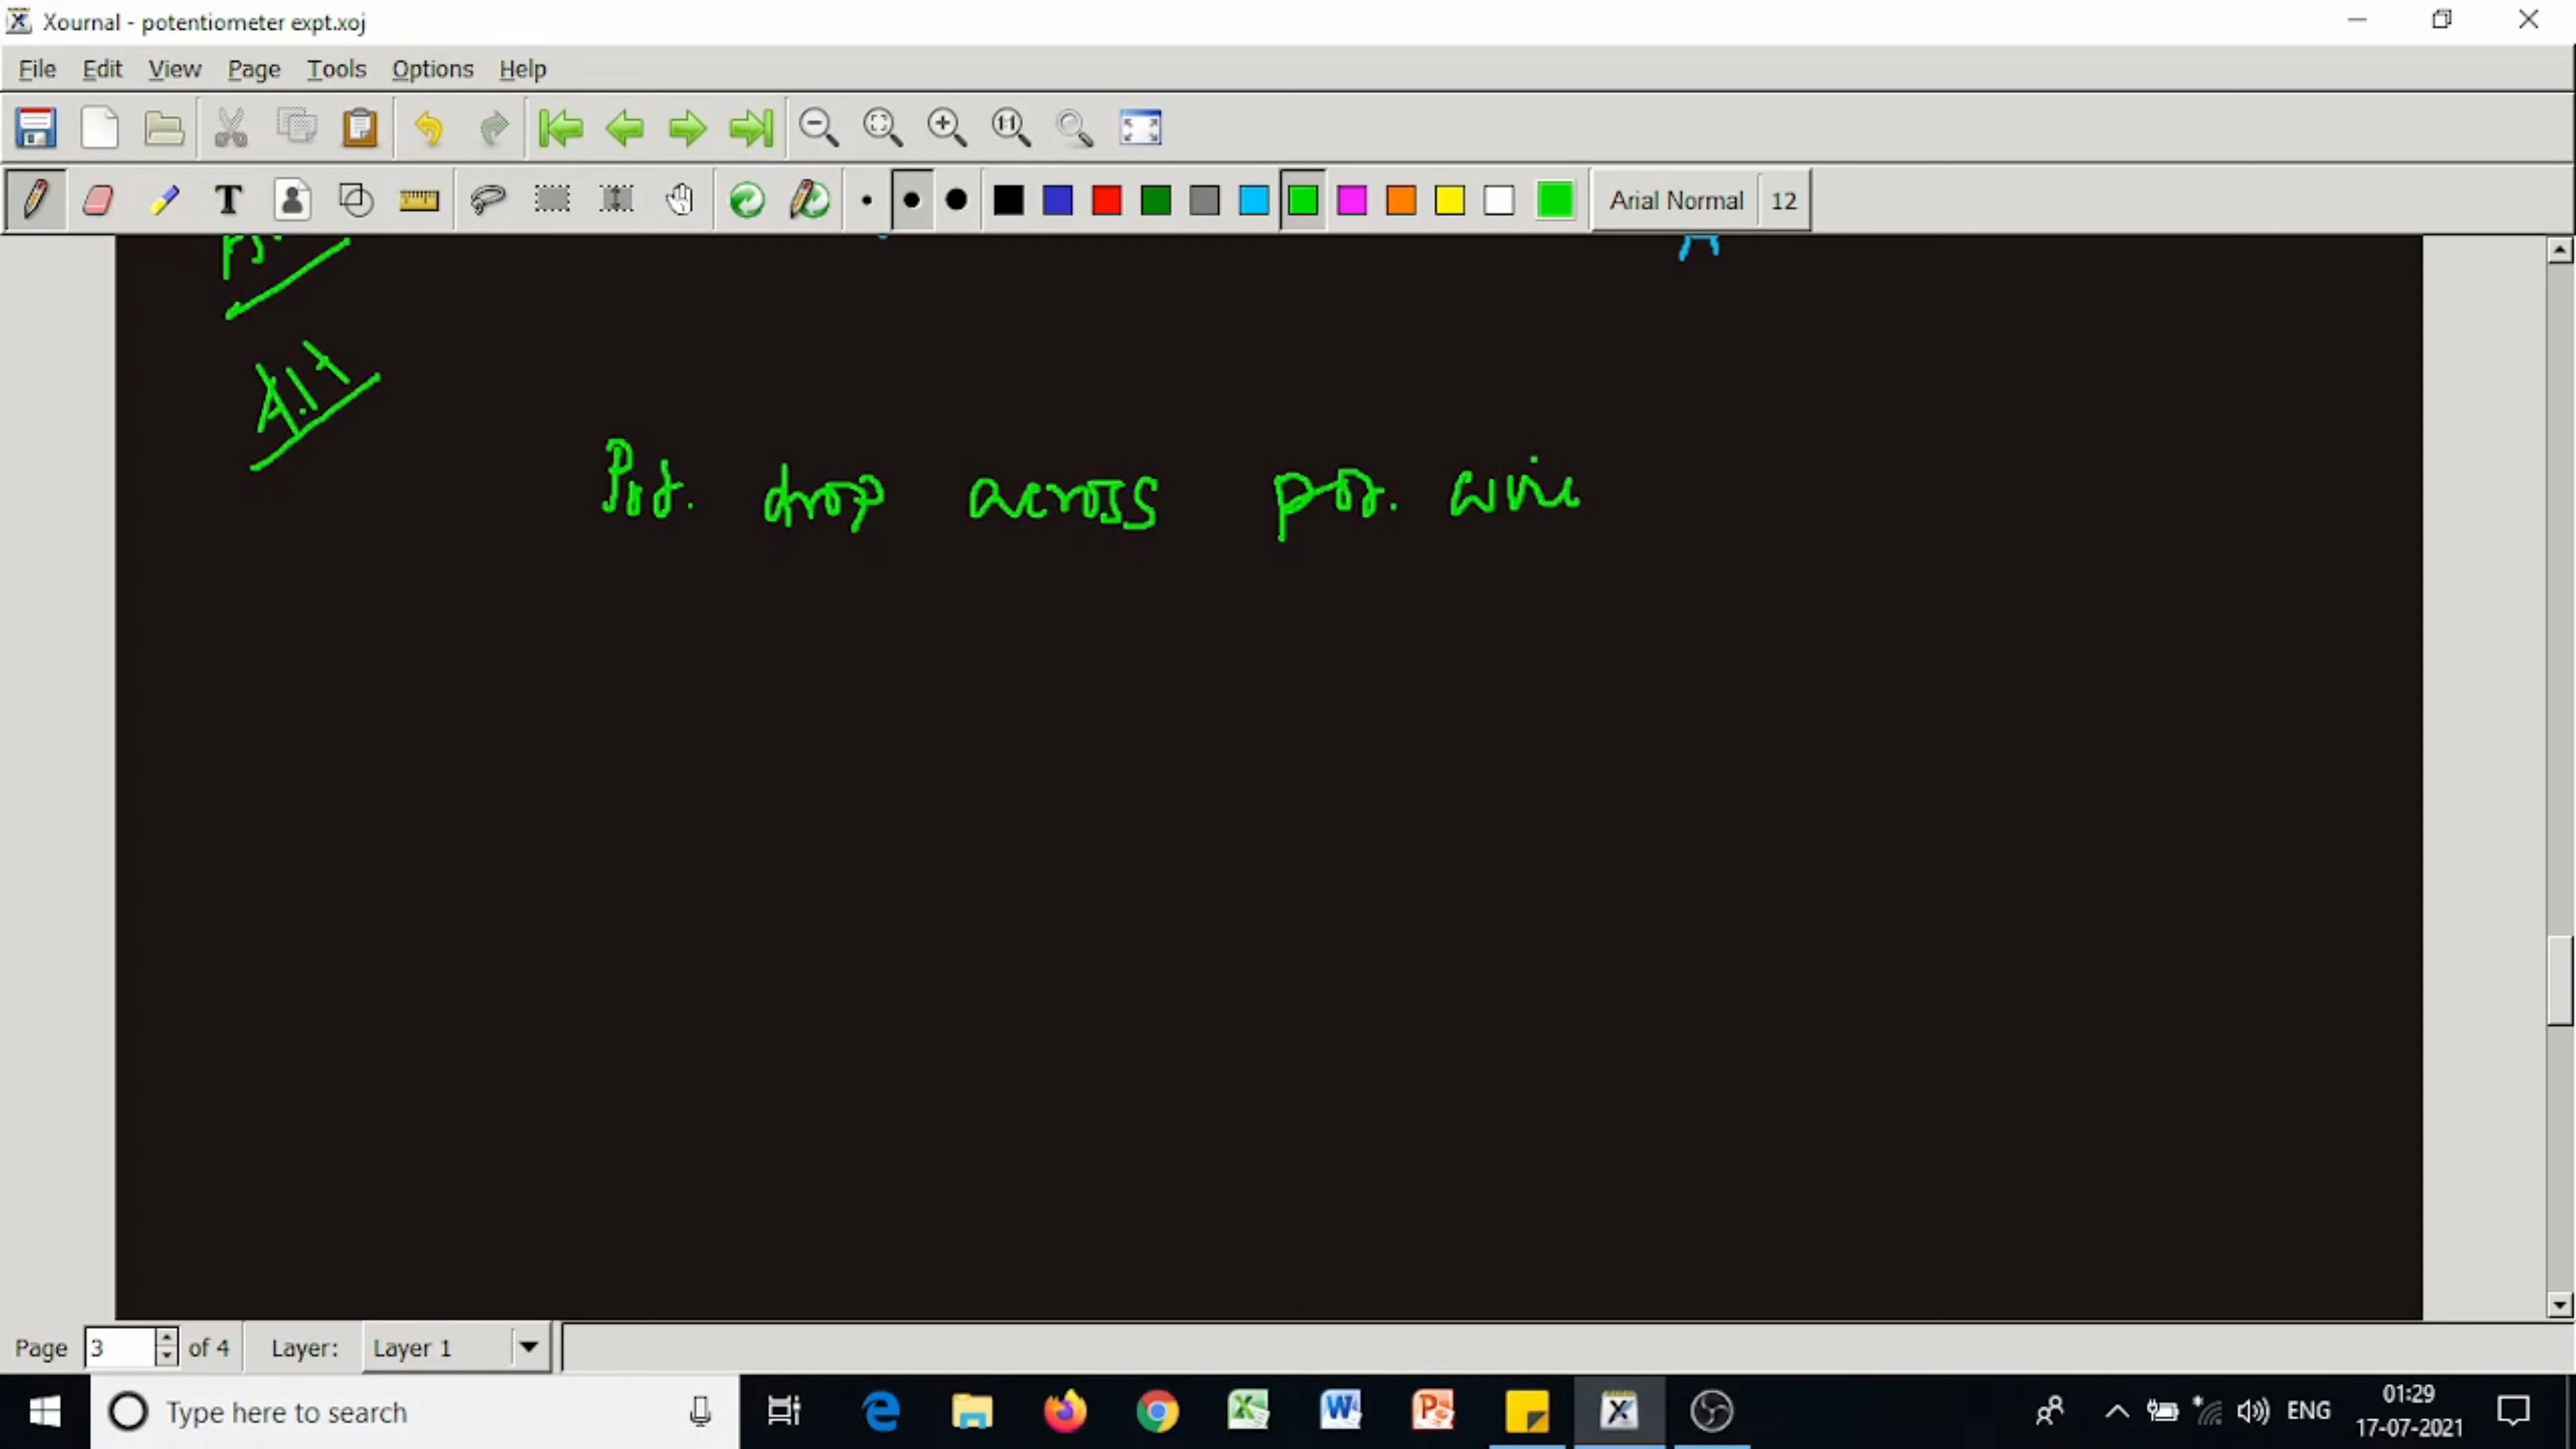 Xournal - potentiometer expt.xoj
File Edit View Page Tools Options Help
T Arial Normal 12
Alt
Pot. drop across pot. wire
Page 3 of 4 Layer: Layer 1
Type here to search
ENG
01:29
17-07-2021